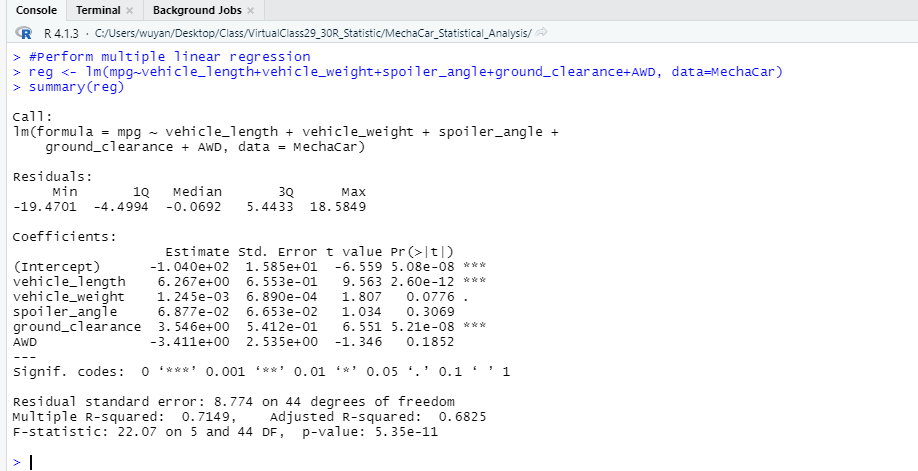 Console Terminal × Background Jobs ×
R R 4.1.3 · C:/Users/wuyan/Desktop/Class/VirtualClass29_30R_Statistic/MechaCar_Statistical_Analysis/
> #Perform multiple linear regression
> reg <- lm(mpg~vehicle_length+vehicle_weight+spoiler_angle+ground_clearance+AWD, data=MechaCar)
> summary(reg)
Call:
lm(formula = mpg ~ vehicle_length + vehicle_weight + spoiler_angle +
    ground_clearance + AWD, data = MechaCar)
Residuals:
     Min       1Q   Median       3Q      Max
-19.4701  -4.4994  -0.0692   5.4433  18.5849
Coefficients:
                   Estimate Std. Error t value Pr(>|t|)
(Intercept)      -1.040e+02  1.585e+01  -6.559 5.08e-08 ***
vehicle_length    6.267e+00  6.553e-01   9.563 2.60e-12 ***
vehicle_weight    1.245e-03  6.890e-04   1.807   0.0776 .
spoiler_angle     6.877e-02  6.653e-02   1.034   0.3069
ground_clearance  3.546e+00  5.412e-01   6.551 5.21e-08 ***
AWD              -3.411e+00  2.535e+00  -1.346   0.1852
---
Signif. codes:  0 ‘***’ 0.001 ‘**’ 0.01 ‘*’ 0.05 ‘.’ 0.1 ‘ ’ 1
Residual standard error: 8.774 on 44 degrees of freedom
Multiple R-squared:  0.7149,    Adjusted R-squared:  0.6825
F-statistic: 22.07 on 5 and 44 DF,  p-value: 5.35e-11
>